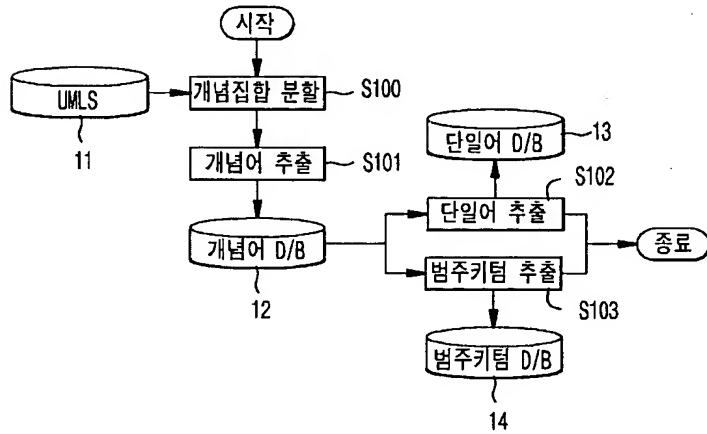 시작
UMLS
11
개념집합 분할
S100
개념어 추출
S101
개념어 D/B
12
단일어 D/B
13
단일어 추출
S102
범주키텀 추출
S103
범주키텀 D/B
14
종료